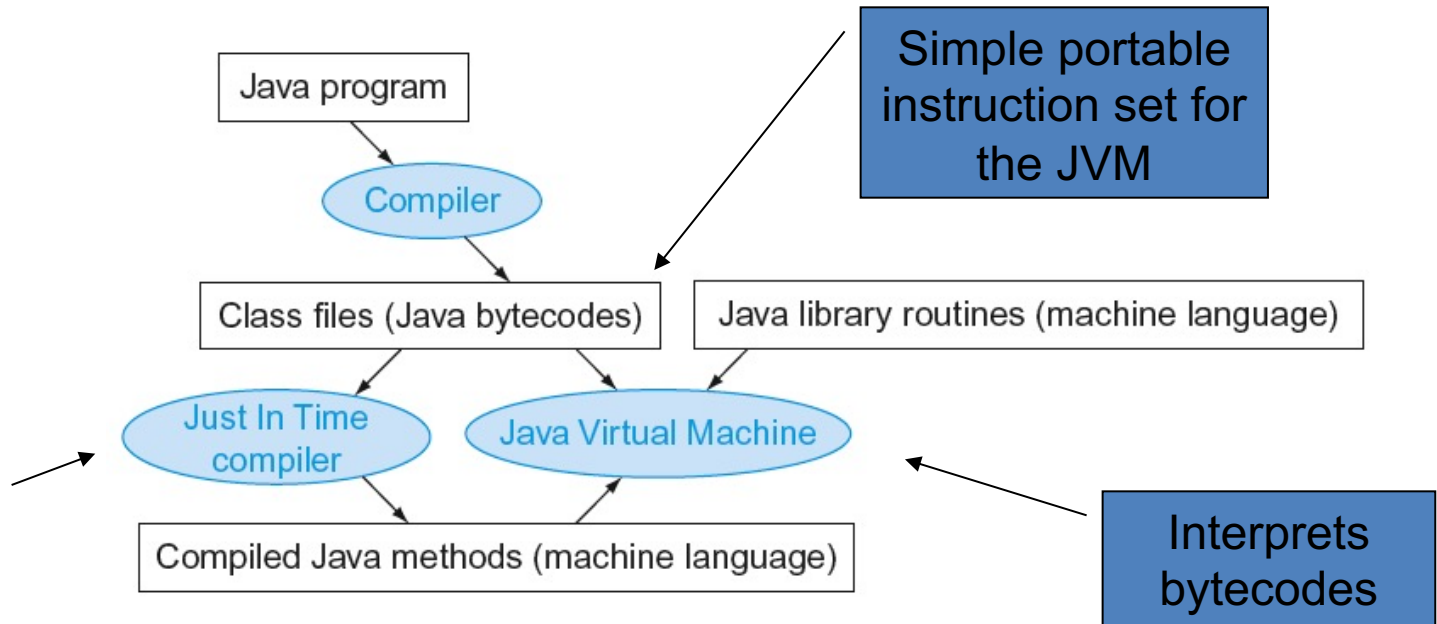 Simple portable
instruction set for
the JVM
Java program
Compiler
Class files (Java bytecodes)
Java library routines (machine language)
Just In Time
compiler
Java Virtual Machine
Compiled Java methods (machine language)
Interprets
bytecodes